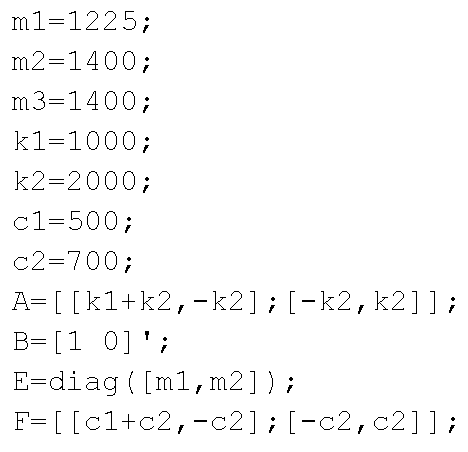 m1=1225;
m2=1400;
m3=1400;
k1=1000;
k2=2000;
c1=500;
c2=700;
A=[[k1+k2,-k2];[-k2,k2]];
B=[1 0]';
E=diag([m1,m2]);
F=[[c1+c2,-c2];[-c2,c2]];